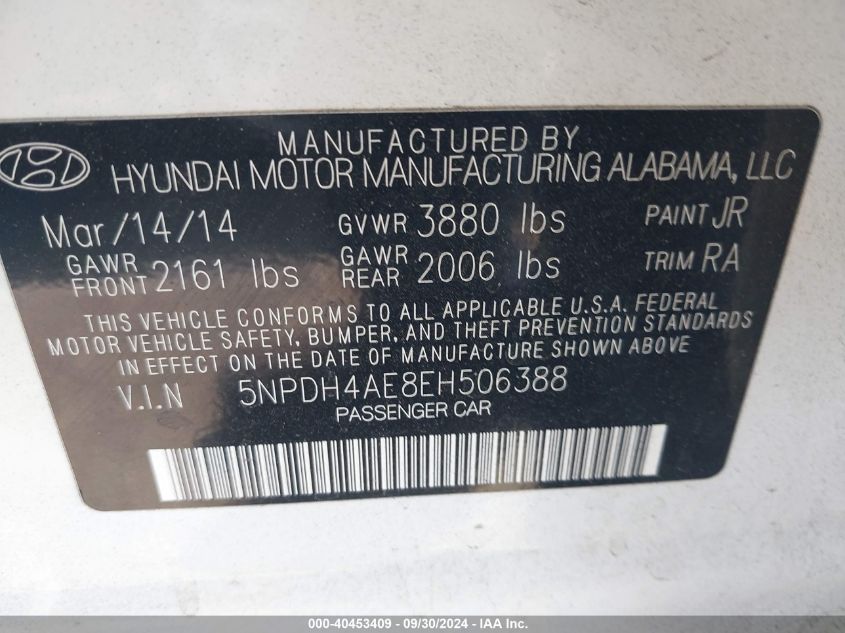 MANUFACTURED BY
HYUNDAI MOTOR MANUFACTURING ALABAMA, LLC
Mar/14/14 GVWR 3880 lbs PAINT JR
GAWR FRONT 2161 lbs GAWR REAR 2006 lbs TRIM RA
THIS VEHICLE CONFORMS TO ALL APPLICABLE U.S.A. FEDERAL
MOTOR VEHICLE SAFETY, BUMPER, AND THEFT PREVENTION STANDARDS
IN EFFECT ON THE DATE OF MANUFACTURE SHOWN ABOVE
V.I.N 5NPDH4AE8EH506388
PASSENGER CAR
000-40453409 - 09/30/2024 - IAA Inc.